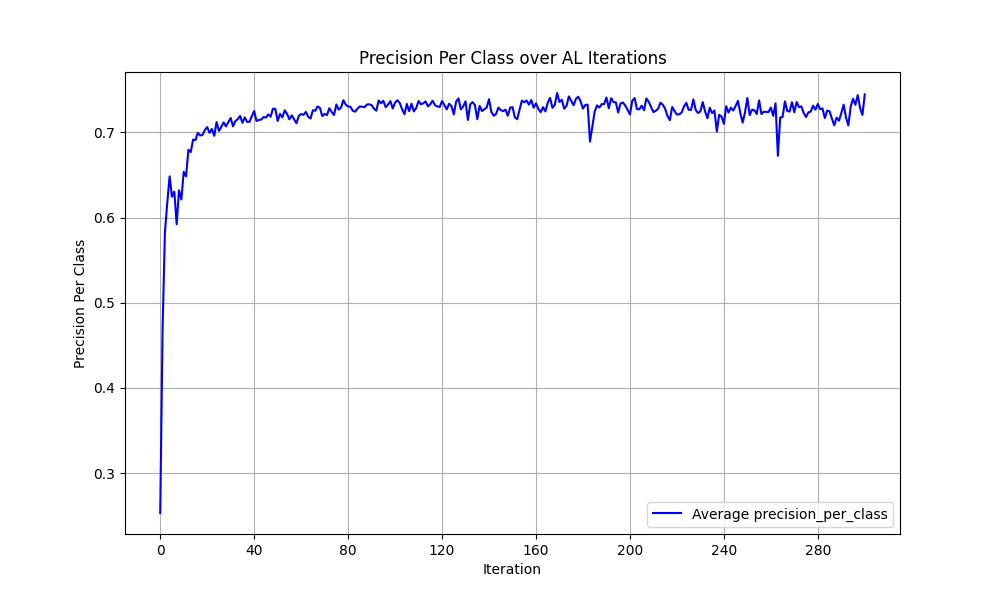 Precision Per Class over AL Iterations
Precision Per Class
0.7
0.6
0.5
0.4
0.3
0 40 80 120 160 200 240 280
Iteration
Average precision_per_class